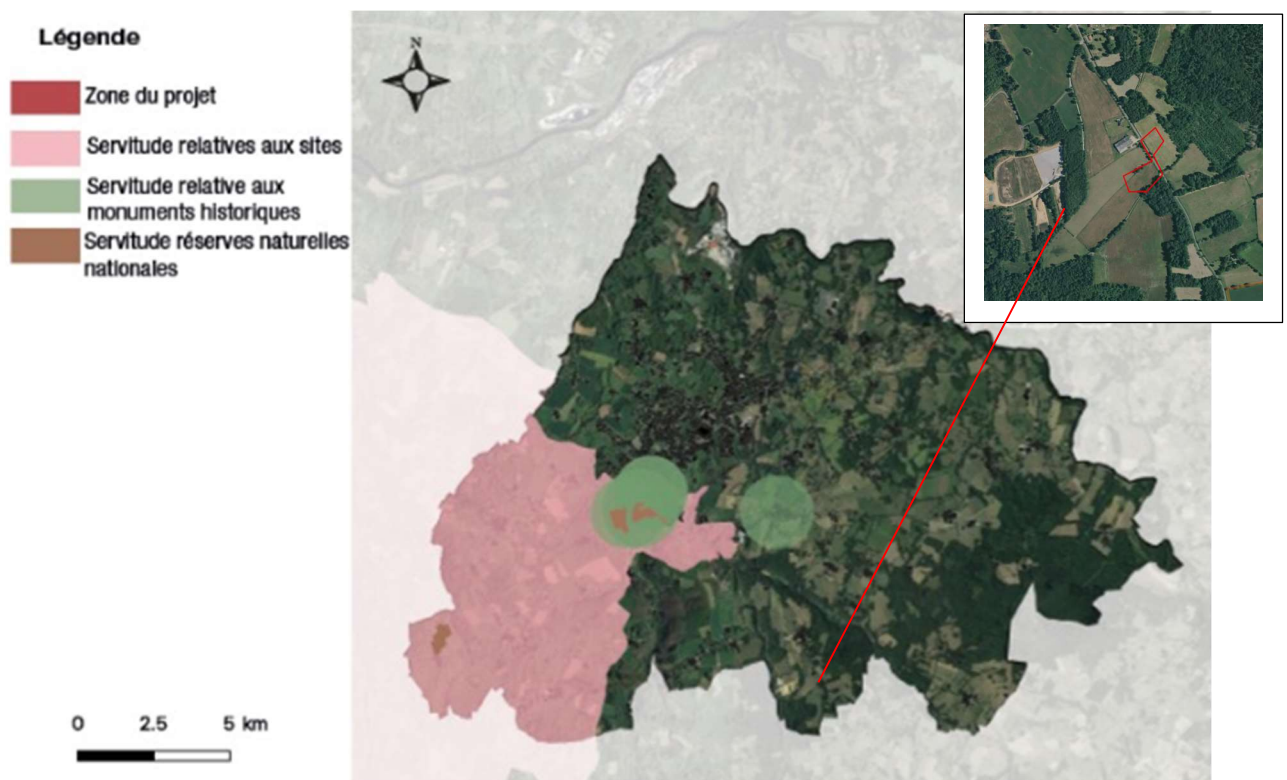 Légende
Zone du projet
Servitude relatives aux sites
Servitude relative aux
monuments historiques
Servitude réserves naturelles
nationales
N
0 2.5 5 km